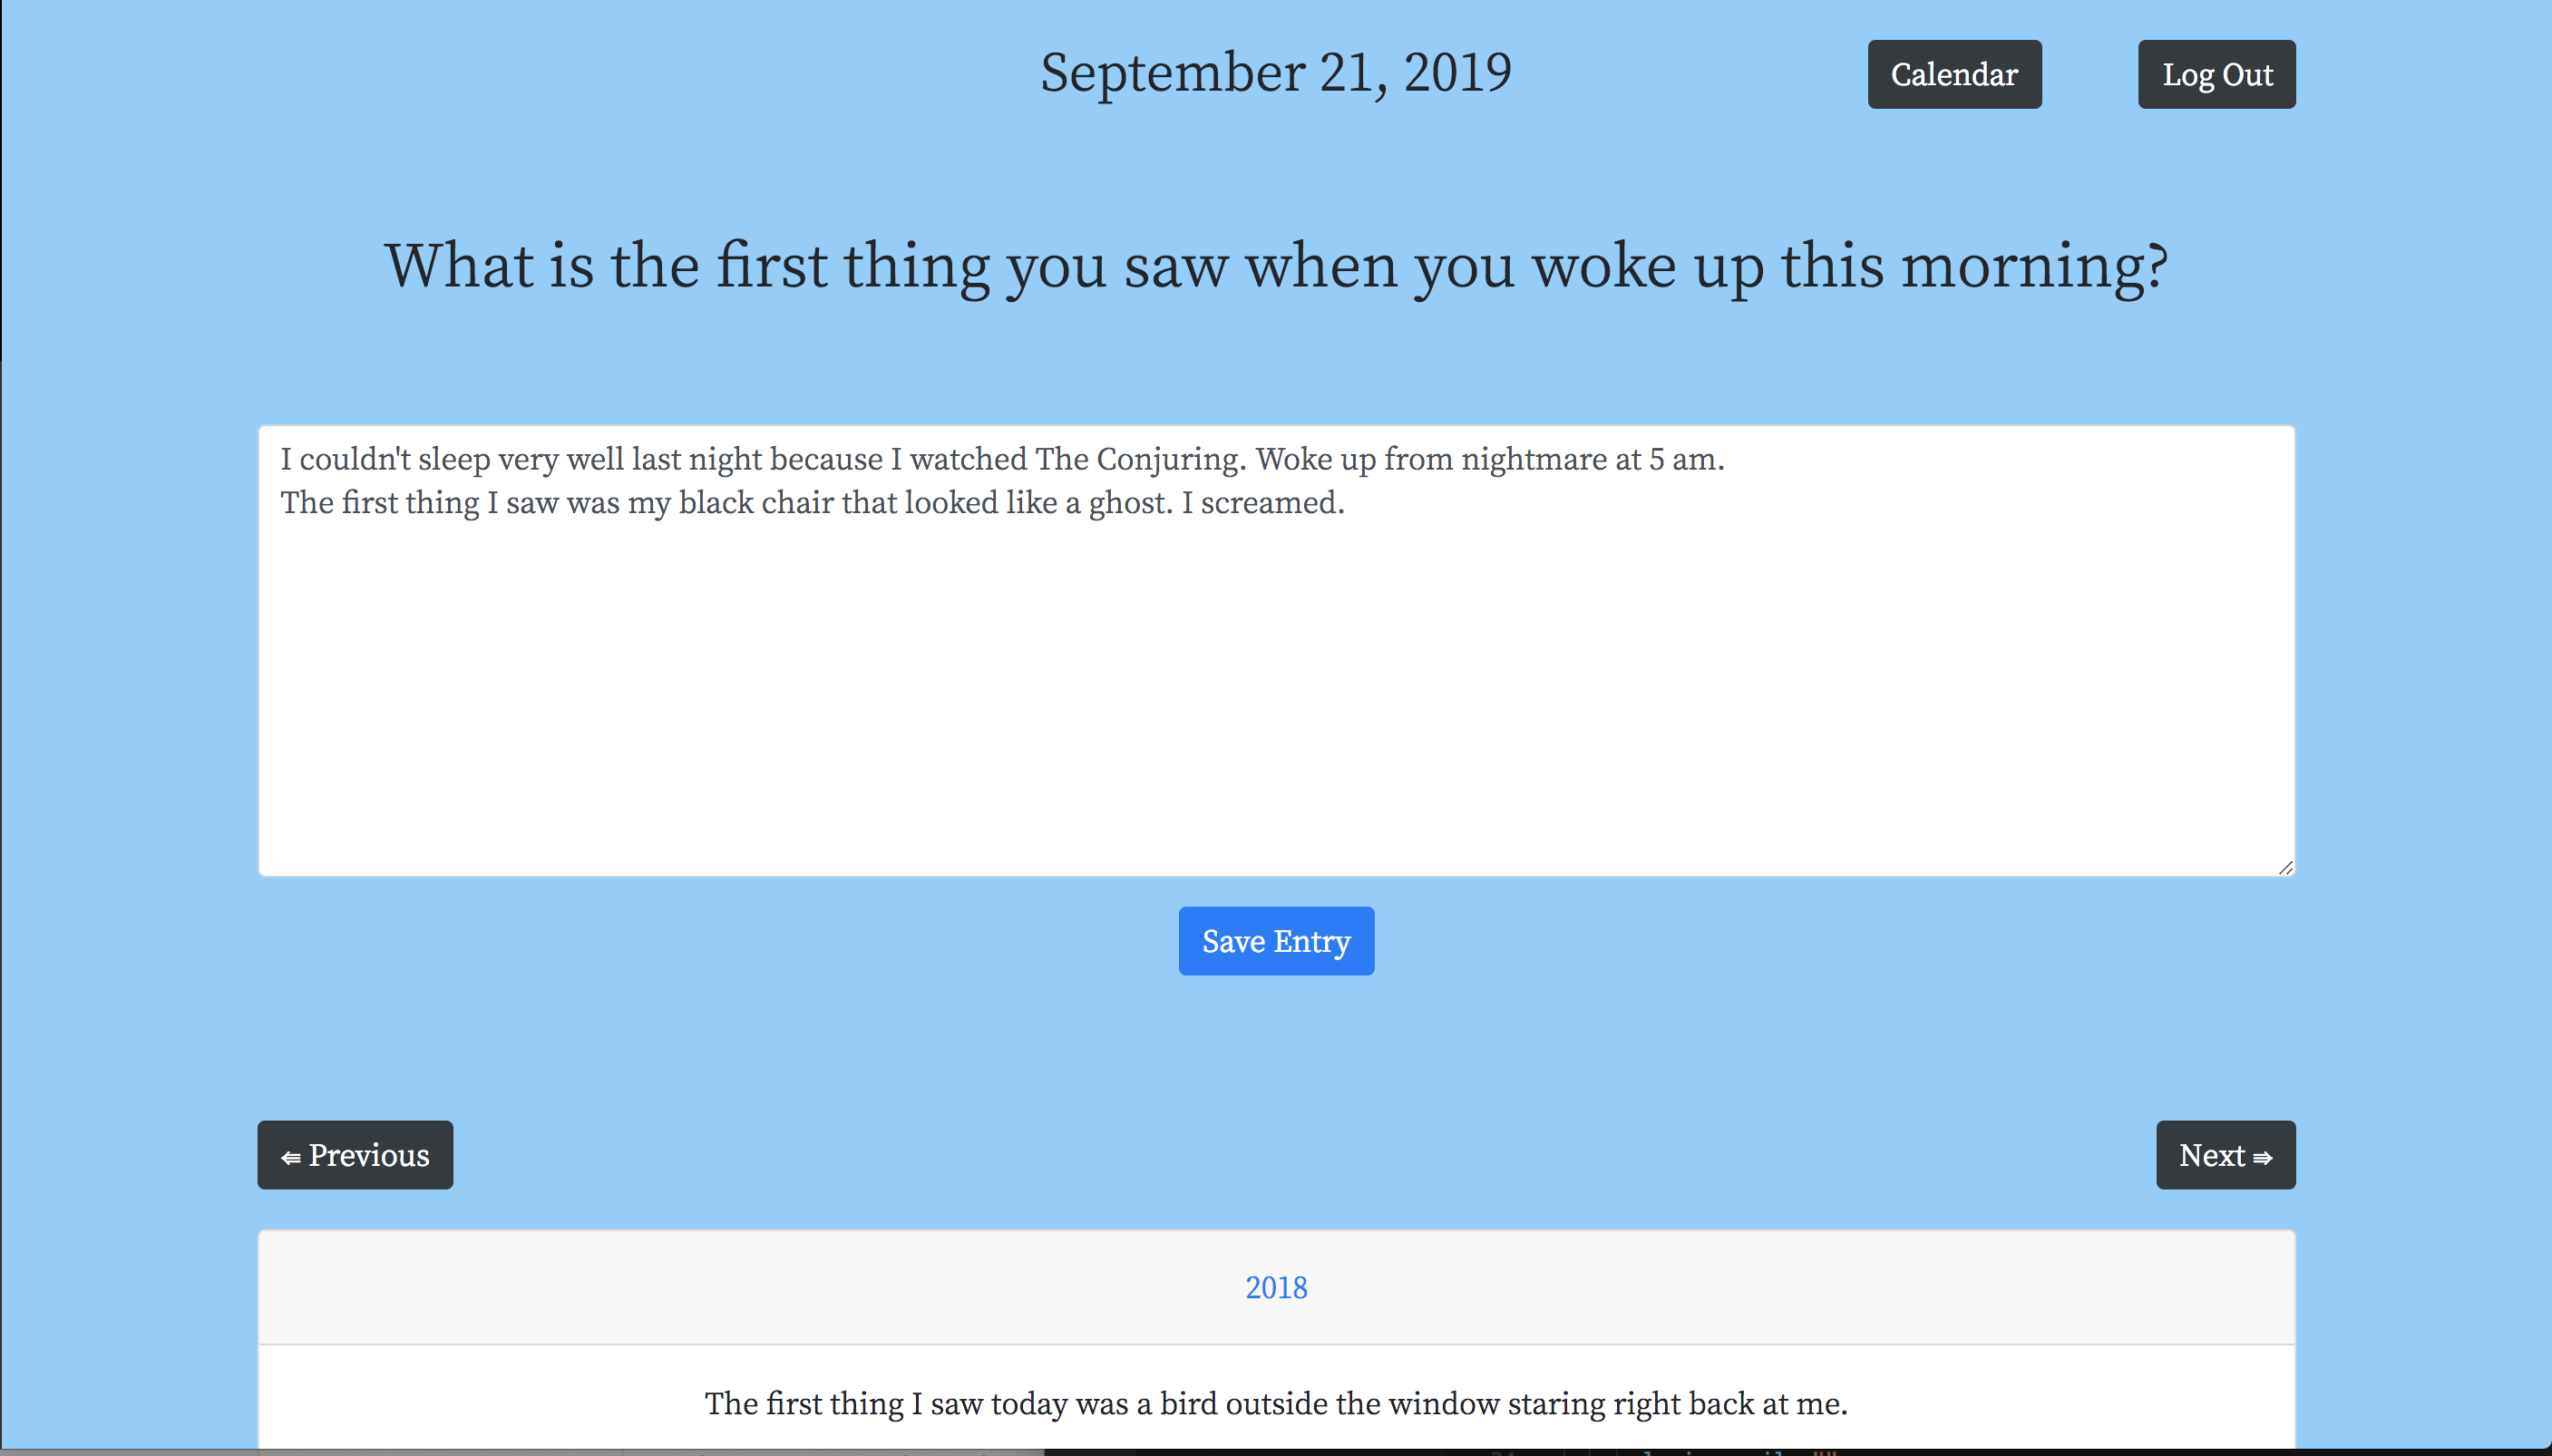 September 21, 2019
Calendar
Log Out
What is the first thing you saw when you woke up this morning?
I couldn't sleep very well last night because I watched The Conjuring. Woke up from nightmare at 5 am.
The first thing I saw was my black chair that looked like a ghost. I screamed.
Save Entry
⇚ Previous
Next ⇛
2018
The first thing I saw today was a bird outside the window staring right back at me.